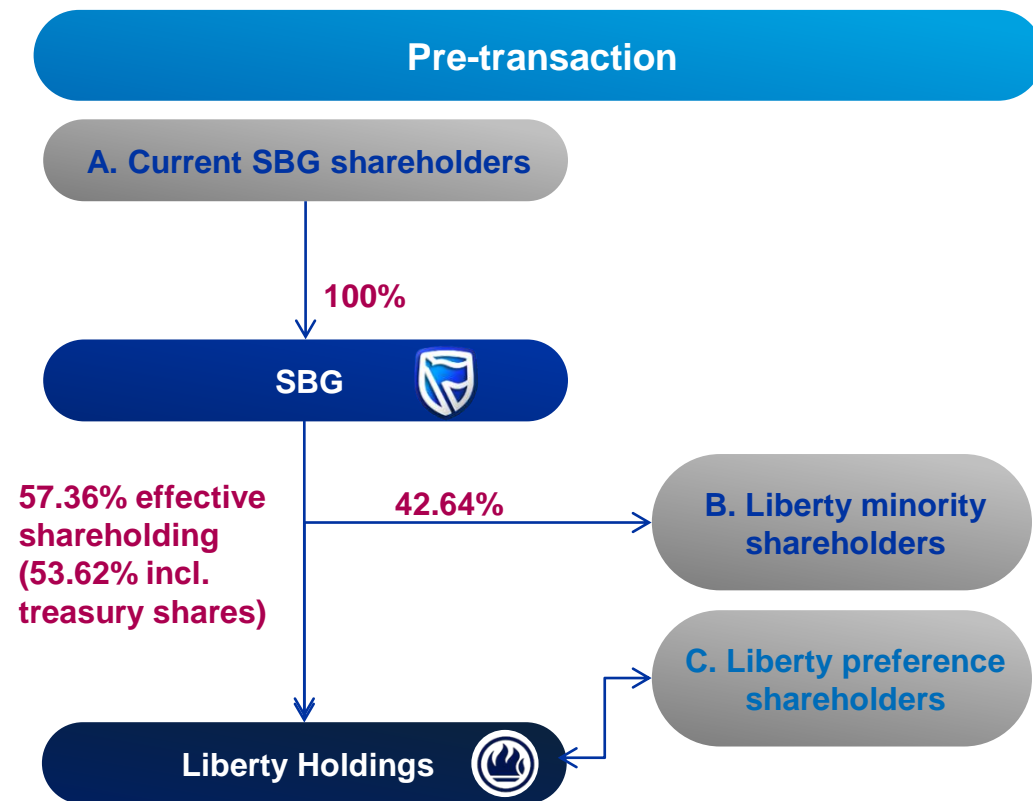 Pre-transaction
A. Current SBG shareholders
100%
SBG
57.36% effective
shareholding
(53.62% incl.
treasury shares)
42.64%
B. Liberty minority
shareholders
C. Liberty preference
shareholders
Liberty Holdings